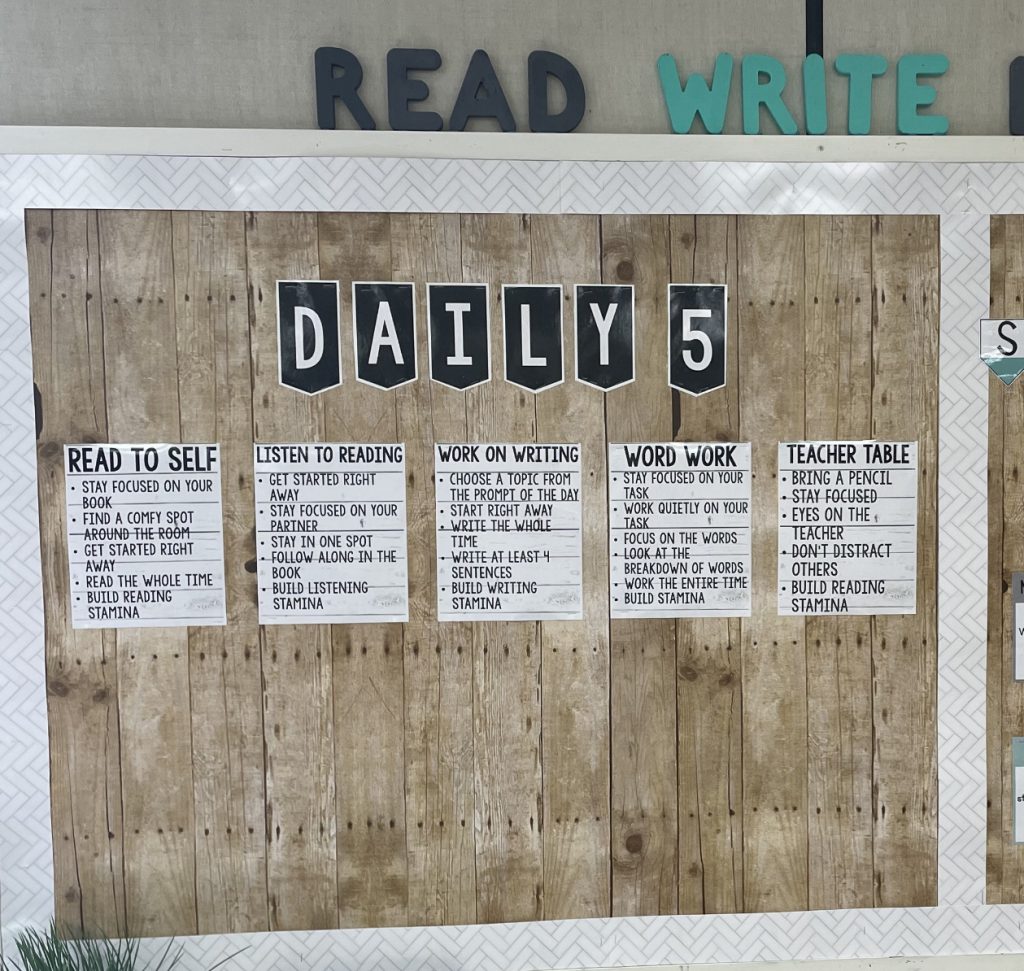 READ WRITE
DAILY 5
READ TO SELF
• STAY FOCUSED ON YOUR
BOOK
• FIND A COMFY SPOT
AROUND THE ROOM
• GET STARTED RIGHT
AWAY
• READ THE WHOLE TIME
• BUILD READING
STAMINA
LISTEN TO READING
• GET STARTED RIGHT
AWAY
• STAY FOCUSED ON YOUR
PARTNER
• STAY IN ONE SPOT
• FOLLOW ALONG IN THE
BOOK
• BUILD LISTENING
STAMINA
WORK ON WRITING
• CHOOSE A TOPIC FROM
THE PROMPT OF THE DAY
• START RIGHT AWAY
• WRITE THE WHOLE
TIME
• WRITE AT LEAST 4
SENTENCES
• BUILD WRITING
STAMINA
WORD WORK
• STAY FOCUSED ON YOUR
TASK
• WORK QUIETLY ON YOUR
TASK
• FOCUS ON THE WORDS
• LOOK AT THE
BREAKDOWN OF WORDS
• WORK THE ENTIRE TIME
• BUILD STAMINA
TEACHER TABLE
• BRING A PENCIL
• STAY FOCUSED
• EYES ON THE
TEACHER
• DON'T DISTRACT
OTHERS
• BUILD READING
STAMINA
S